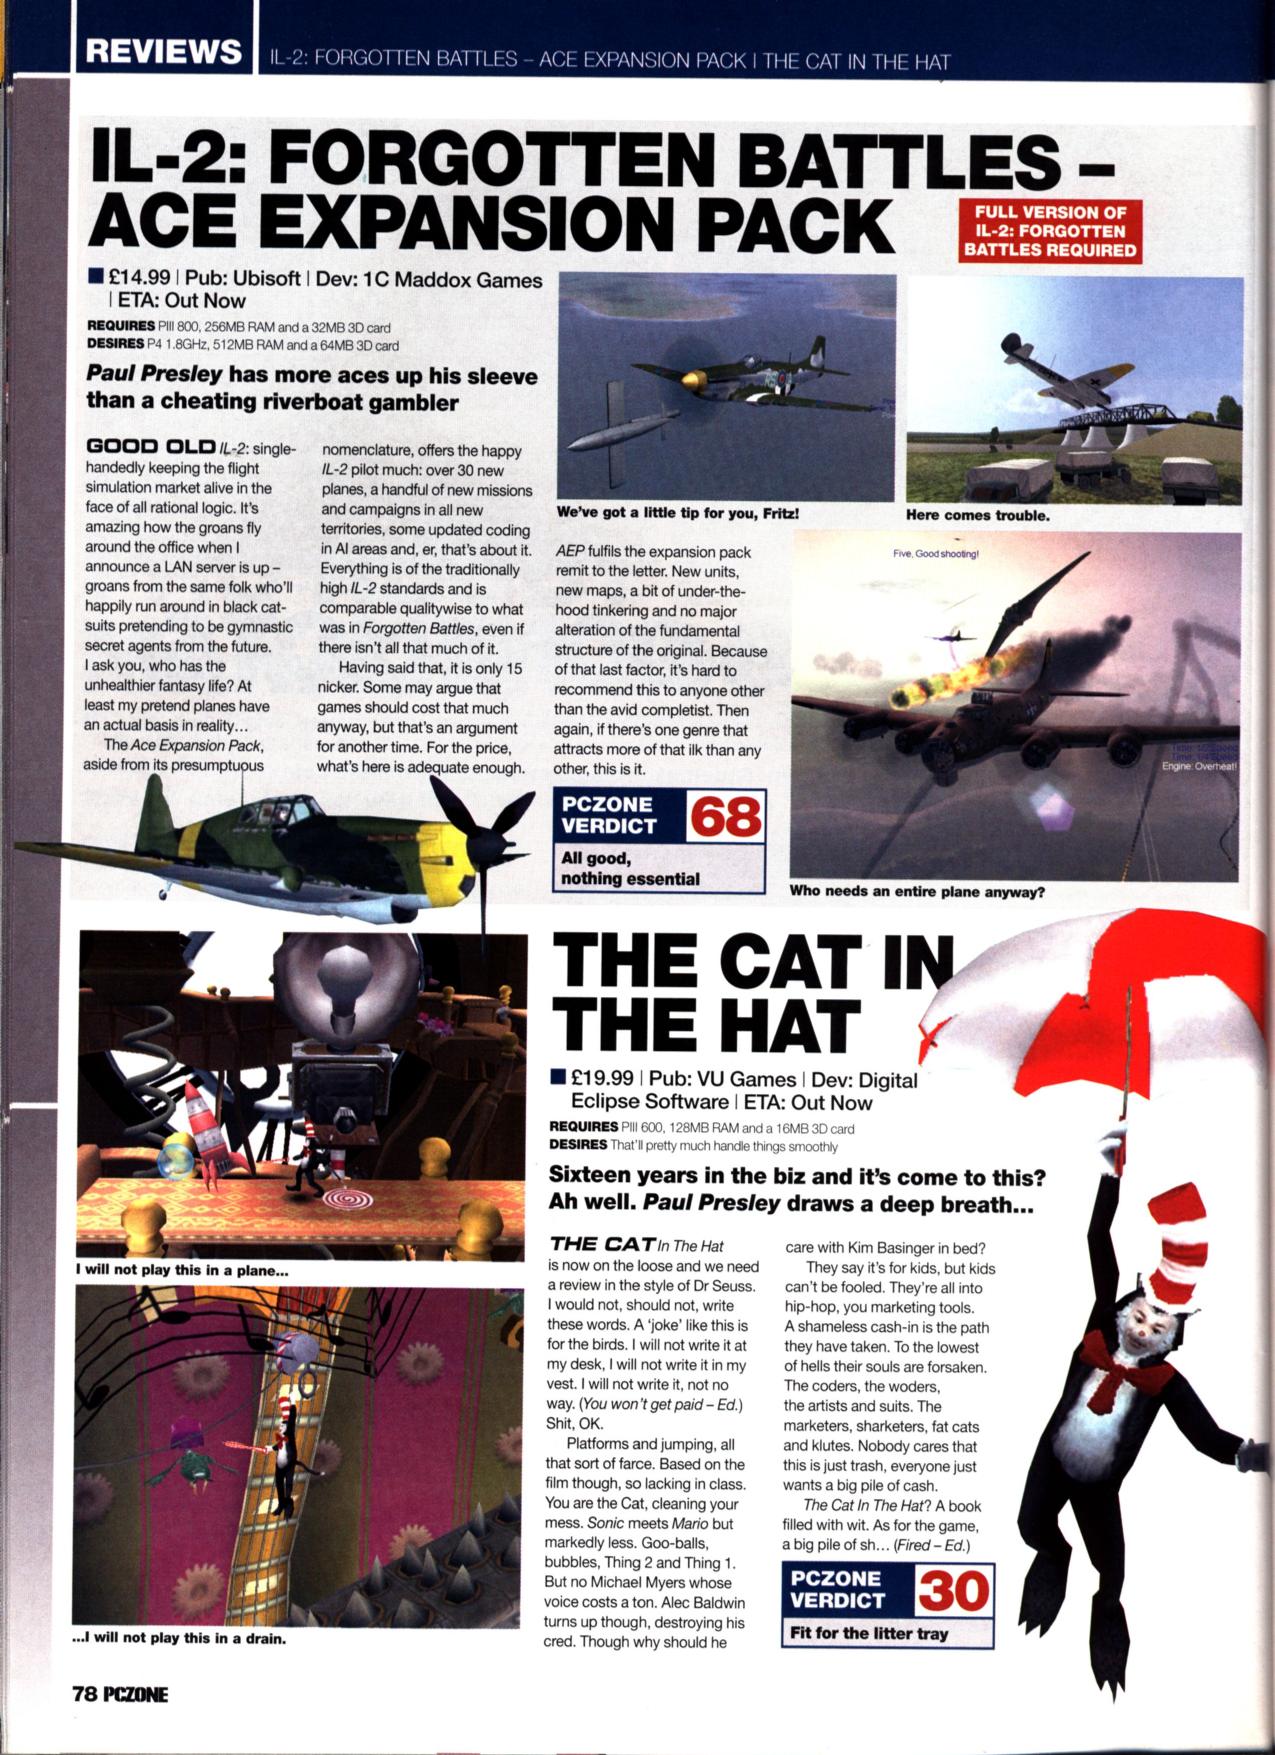 REVIEWS
IL-2: FORGOTTEN BATTLES – ACE EXPANSION PACK | THE CAT IN THE HAT
IL-2: FORGOTTEN BATTLES –
ACE EXPANSION PACK
FULL VERSION OF
IL-2: FORGOTTEN
BATTLES REQUIRED
£14.99 | Pub: Ubisoft | Dev: 1C Maddox Games
| ETA: Out Now
REQUIRES PIII 800, 256MB RAM and a 32MB 3D card
DESIRES P4 1.8GHz, 512MB RAM and a 64MB 3D card
Paul Presley has more aces up his sleeve
than a cheating riverboat gambler
GOOD OLD IL-2: single-
handedly keeping the flight
simulation market alive in the
face of all rational logic. It's
amazing how the groans fly
around the office when I
announce a LAN server is up –
groans from the same folk who'll
happily run around in black cat-
suits pretending to be gymnastic
secret agents from the future.
I ask you, who has the
unhealthier fantasy life? At
least my pretend planes have
an actual basis in reality...
The Ace Expansion Pack,
aside from its presumptuous
nomenclature, offers the happy
IL-2 pilot much: over 30 new
planes, a handful of new missions
and campaigns in all new
territories, some updated coding
in AI areas and, er, that's about it.
Everything is of the traditionally
high IL-2 standards and is
comparable qualitywise to what
was in Forgotten Battles, even if
there isn't all that much of it.
Having said that, it is only 15
nicker. Some may argue that
games should cost that much
anyway, but that's an argument
for another time. For the price,
what's here is adequate enough.
We've got a little tip for you, Fritz!
Here comes trouble.
AEP fulfils the expansion pack
remit to the letter. New units,
new maps, a bit of under-the-
hood tinkering and no major
alteration of the fundamental
structure of the original. Because
of that last factor, it's hard to
recommend this to anyone other
than the avid completist. Then
again, if there's one genre that
attracts more of that ilk than any
other, this is it.
PCZONE
VERDICT
68
All good,
nothing essential
Five, Good shooting!
Engine: Overheat!
Who needs an entire plane anyway?
THE CAT IN
THE HAT
£19.99 | Pub: VU Games | Dev: Digital
Eclipse Software | ETA: Out Now
REQUIRES PIII 600, 128MB RAM and a 16MB 3D card
DESIRES That'll pretty much handle things smoothly
Sixteen years in the biz and it's come to this?
Ah well. Paul Presley draws a deep breath...
I will not play this in a plane...
...I will not play this in a drain.
THE CAT In The Hat
is now on the loose and we need
a review in the style of Dr Seuss.
I would not, should not, write
these words. A 'joke' like this is
for the birds. I will not write it at
my desk, I will not write it in my
vest. I will not write it, not no
way. (You won't get paid – Ed.)
Shit, OK.
Platforms and jumping, all
that sort of farce. Based on the
film though, so lacking in class.
You are the Cat, cleaning your
mess. Sonic meets Mario but
markedly less. Goo-balls,
bubbles, Thing 2 and Thing 1.
But no Michael Myers whose
voice costs a ton. Alec Baldwin
turns up though, destroying his
cred. Though why should he
care with Kim Basinger in bed?
They say it's for kids, but kids
can't be fooled. They're all into
hip-hop, you marketing tools.
A shameless cash-in is the path
they have taken. To the lowest
of hells their souls are forsaken.
The coders, the woders,
the artists and suits. The
marketers, sharketers, fat cats
and klutes. Nobody cares that
this is just trash, everyone just
wants a big pile of cash.
The Cat In The Hat? A book
filled with wit. As for the game,
a big pile of sh... (Fired – Ed.)
PCZONE
VERDICT
30
Fit for the litter tray
78 PCZONE